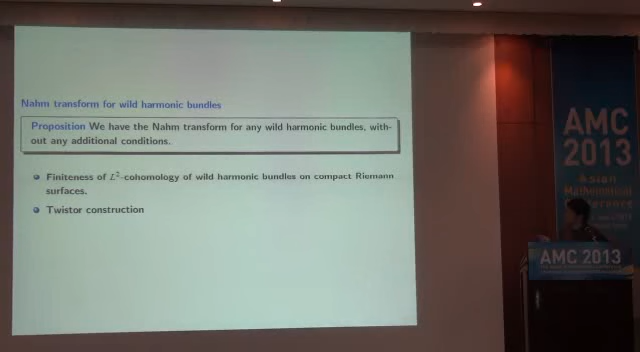 Nahm transform for wild harmonic bundles
Proposition We have the Nahm transform for any wild harmonic bundles, with-
out any additional conditions.
Finiteness of L²-cohomology of wild harmonic bundles on compact Riemann
surfaces.
Twistor construction
AMC
2013
Asian
Mathematical
Conference
AMC 2013